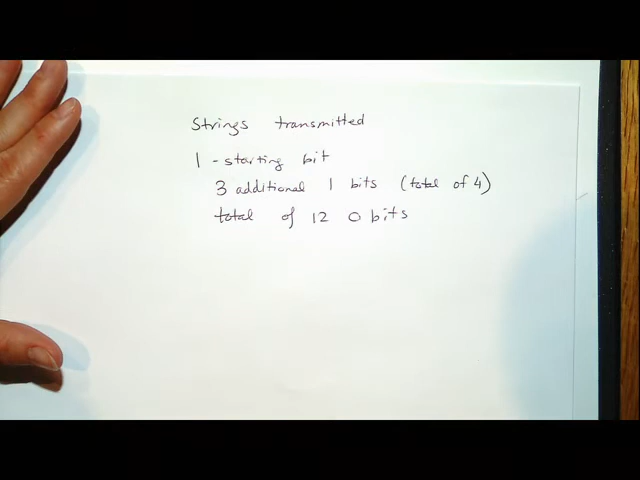 Strings transmitted
1 - starting bit
3 additional 1 bits (total of 4)
total of 12 0 bits